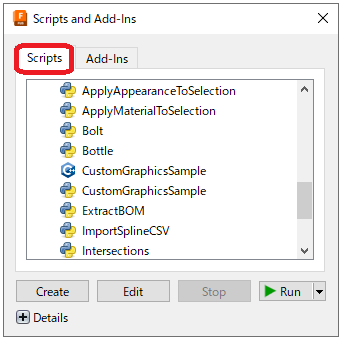 Scripts and Add-Ins
Scripts
Add-Ins
ApplyAppearanceToSelection
ApplyMaterialToSelection
Bolt
Bottle
CustomGraphicsSample
CustomGraphicsSample
ExtractBOM
ImportSplineCSV
Intersections
Create
Edit
Stop
Run
Details